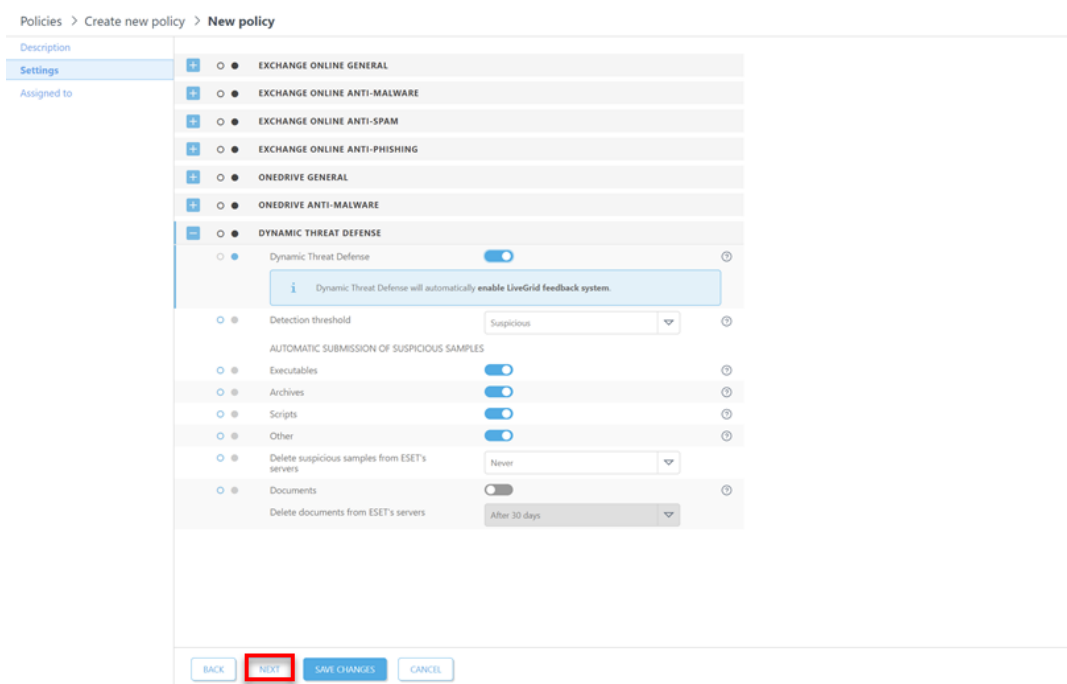 Policies > Create new policy > New policy
Description
Settings
Assigned to
EXCHANGE ONLINE GENERAL
EXCHANGE ONLINE ANTI-MALWARE
EXCHANGE ONLINE ANTI-SPAM
EXCHANGE ONLINE ANTI-PHISHING
ONEDRIVE GENERAL
ONEDRIVE ANTI-MALWARE
DYNAMIC THREAT DEFENSE
Dynamic Threat Defense
Dynamic Threat Defense will automatically enable LiveGrid feedback system.
Detection threshold Suspicious
AUTOMATIC SUBMISSION OF SUSPICIOUS SAMPLES
Executables
Archives
Scripts
Other
Delete suspicious samples from ESET's
servers Never
Documents
Delete documents from ESET's servers After 30 days
BACK NEXT SAVE CHANGES CANCEL